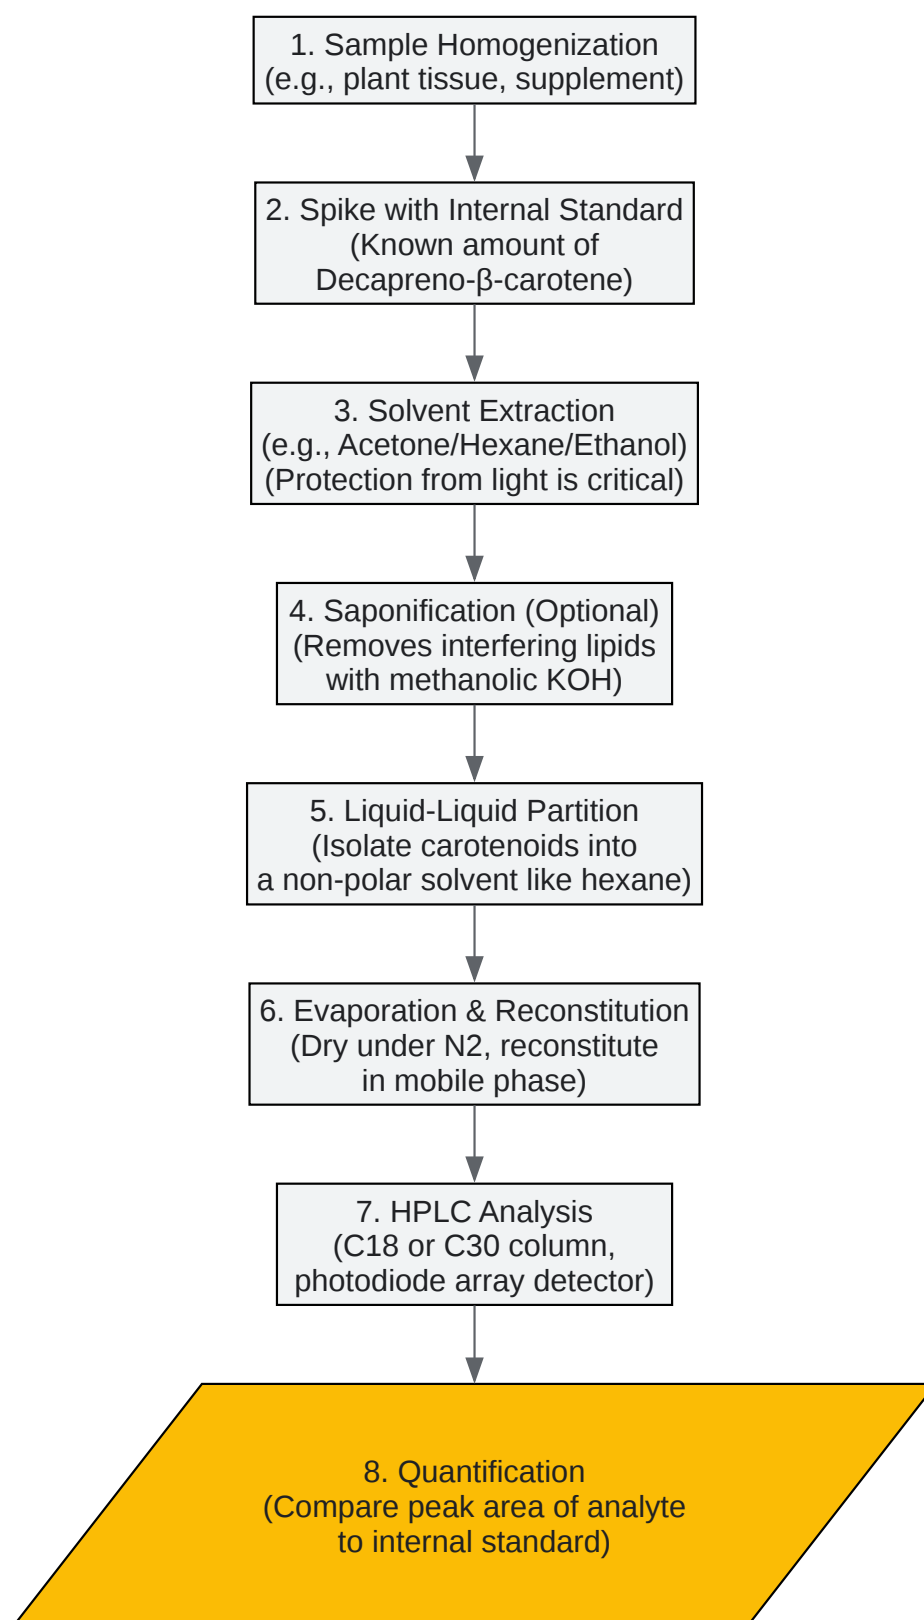 1. Sample Homogenization
(e.g., plant tissue, supplement)
2. Spike with Internal Standard
(Known amount of
Decapreno-β-carotene)
3. Solvent Extraction
(e.g., Acetone/Hexane/Ethanol)
(Protection from light is critical)
4. Saponification (Optional)
(Removes interfering lipids
with methanolic KOH)
5. Liquid-Liquid Partition
(Isolate carotenoids into
a non-polar solvent like hexane)
6. Evaporation & Reconstitution
(Dry under N2, reconstitute
in mobile phase)
7. HPLC Analysis
(C18 or C30 column,
photodiode array detector)
8. Quantification
(Compare peak area of analyte
to internal standard)